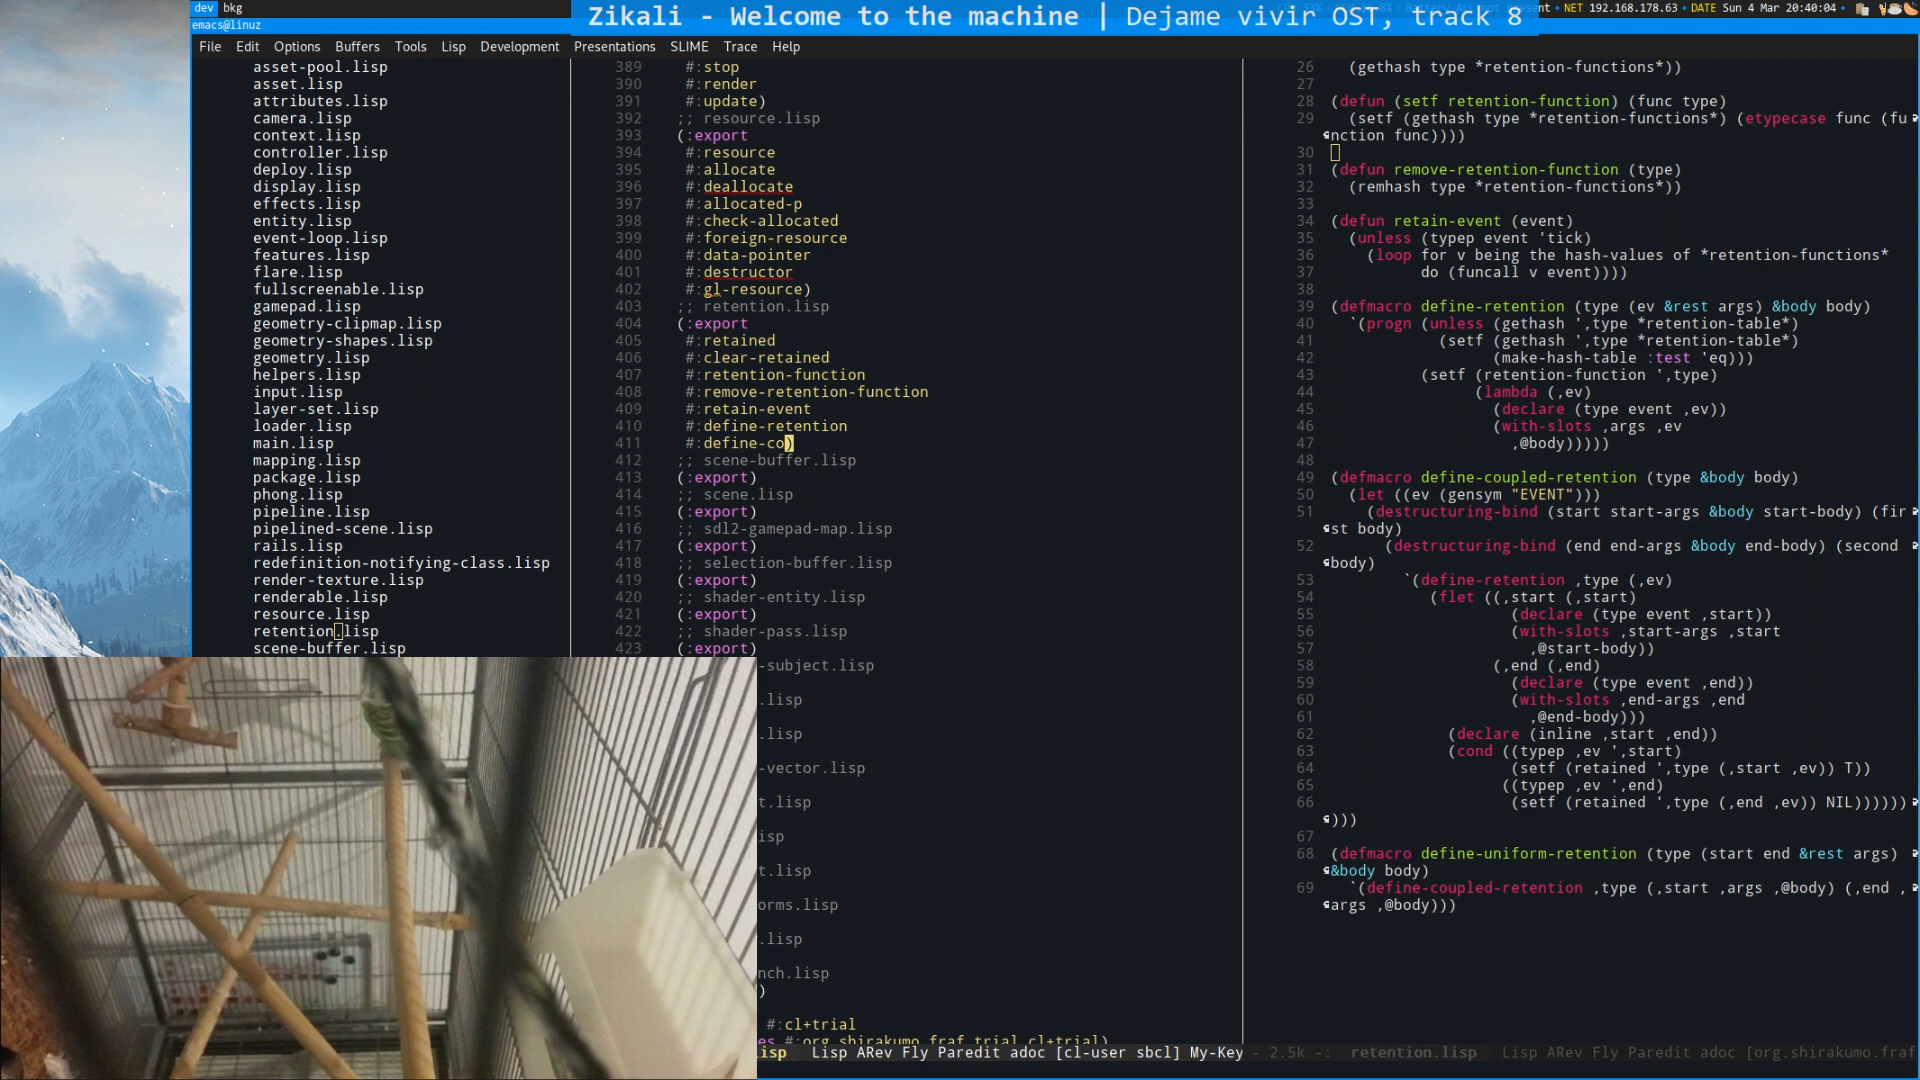 dev bkg
Zikali - Welcome to the machine | Dejame vivir OST, track 8
NET 192.168.178.63 • DATE Sun 4 Mar 20:40:04
emacs@linuz
File Edit Options Buffers Tools Lisp Development Presentations SLIME Trace Help
asset-pool.lisp
asset.lisp
attributes.lisp
camera.lisp
context.lisp
controller.lisp
deploy.lisp
display.lisp
effects.lisp
entity.lisp
event-loop.lisp
features.lisp
flare.lisp
fullscreenable.lisp
gamepad.lisp
geometry-clipmap.lisp
geometry-shapes.lisp
geometry.lisp
helpers.lisp
input.lisp
layer-set.lisp
loader.lisp
main.lisp
mapping.lisp
package.lisp
phong.lisp
pipeline.lisp
pipelined-scene.lisp
rails.lisp
redefinition-notifying-class.lisp
render-texture.lisp
renderable.lisp
resource.lisp
retention.lisp
scene-buffer.lisp
389 #:stop
390 #:render
391 #:update)
392 ;; resource.lisp
393 (:export
394 #:resource
395 #:allocate
396 #:deallocate
397 #:allocated-p
398 #:check-allocated
399 #:foreign-resource
400 #:data-pointer
401 #:destructor
402 #:gl-resource)
403 ;; retention.lisp
404 (:export
405 #:retained
406 #:clear-retained
407 #:retention-function
408 #:remove-retention-function
409 #:retain-event
410 #:define-retention
411 #:define-co)
412 ;; scene-buffer.lisp
413 (:export)
414 ;; scene.lisp
415 (:export)
416 ;; sdl2-gamepad-map.lisp
417 (:export)
418 ;; selection-buffer.lisp
419 (:export)
420 ;; shader-entity.lisp
421 (:export)
422 ;; shader-pass.lisp
423 (:export)
-subject.lisp
.lisp
.lisp
-vector.lisp
t.lisp
isp
t.lisp
orms.lisp
.lisp
nch.lisp
)
#:cl+trial
es #:org.shirakumo.fraf.trial.cl+trial)
isp Lisp ARev Fly Paredit adoc [cl-user sbcl] My-Key
26 (gethash type *retention-functions*))
27
28 (defun (setf retention-function) (func type)
29 (setf (gethash type *retention-functions*) (etypecase func (fu
nction func))))
30
31 (defun remove-retention-function (type)
32 (remhash type *retention-functions*))
33
34 (defun retain-event (event)
35 (unless (typep event 'tick)
36 (loop for v being the hash-values of *retention-functions*
37 do (funcall v event))))
38
39 (defmacro define-retention (type (ev &rest args) &body body)
40 `(progn (unless (gethash ',type *retention-table*)
41 (setf (gethash ',type *retention-table*)
42 (make-hash-table :test 'eq)))
43 (setf (retention-function ',type)
44 (lambda (,ev)
45 (declare (type event ,ev))
46 (with-slots ,args ,ev
47 ,@body)))))
48
49 (defmacro define-coupled-retention (type &body body)
50 (let ((ev (gensym "EVENT")))
51 (destructuring-bind (start start-args &body start-body) (fir
st body)
52 (destructuring-bind (end end-args &body end-body) (second
body)
53 `(define-retention ,type (,ev)
54 (flet ((,start (,start)
55 (declare (type event ,start))
56 (with-slots ,start-args ,start
57 ,@start-body))
58 (,end (,end)
59 (declare (type event ,end))
60 (with-slots ,end-args ,end
61 ,@end-body)))
62 (declare (inline ,start ,end))
63 (cond ((typep ,ev ',start)
64 (setf (retained ',type (,start ,ev)) T))
65 ((typep ,ev ',end)
66 (setf (retained ',type (,end ,ev)) NIL))))))
)))
67
68 (defmacro define-uniform-retention (type (start end &rest args)
&body body)
69 `(define-coupled-retention ,type (,start ,args ,@body) (,end ,
args ,@body)))
- 2.5k -: retention.lisp Lisp ARev Fly Paredit adoc [org.shirakumo.fraf